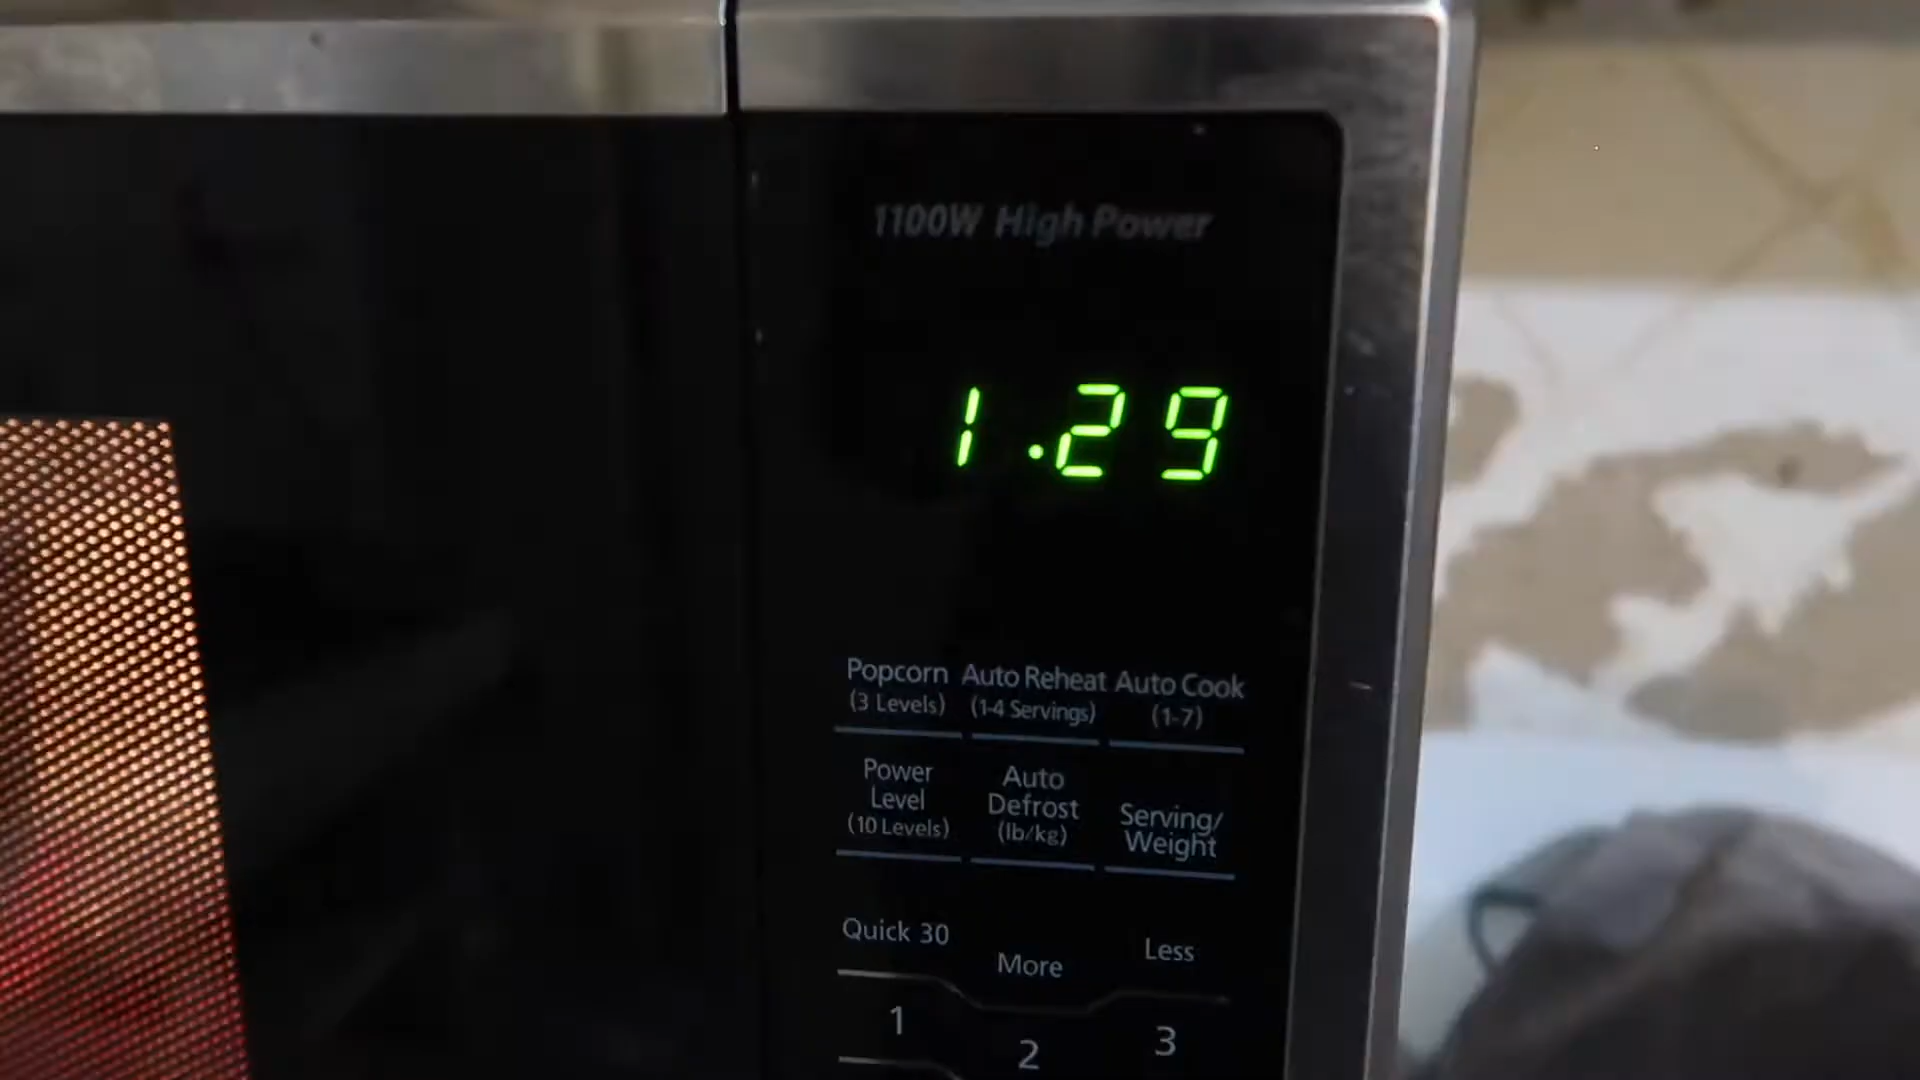 1100W High Power
1.29
Popcorn Auto Reheat Auto Cook
(3 Levels) (1-4 Servings) (1-7)
Power Level (10 Levels)
Auto Defrost (lb/kg)
Serving/ Weight
Quick 30 More Less
1 2 3